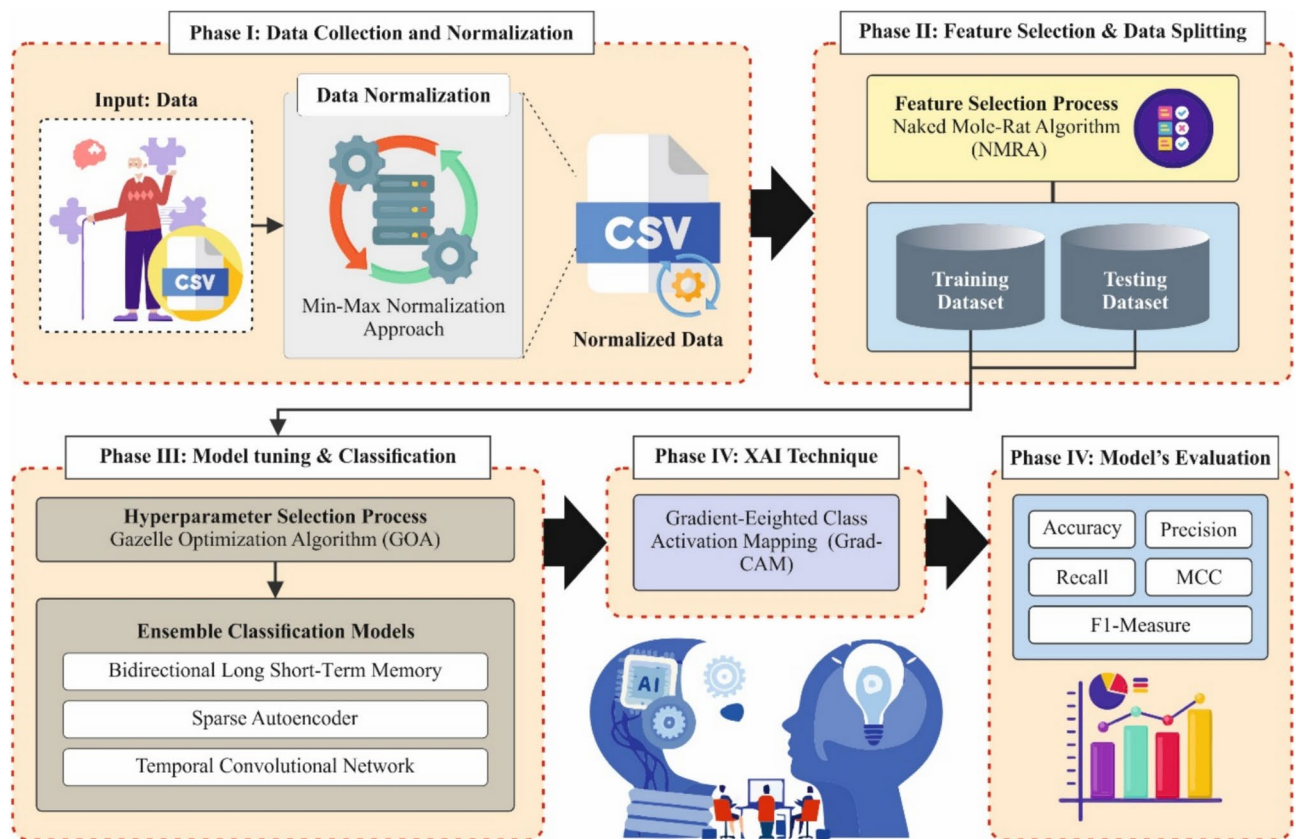 Phase I: Data Collection and Normalization
Input: Data
CSV
Data Normalization
Min-Max Normalization
Approach
CSV
Normalized Data
Phase II: Feature Selection & Data Splitting
Feature Selection Process
Naked Mole-Rat Algorithm
(NMRA)
Training
Dataset
Testing
Dataset
Phase III: Model tuning & Classification
Hyperparameter Selection Process
Gazelle Optimization Algorithm (GOA)
Ensemble Classification Models
Bidirectional Long Short-Term Memory
Sparse Autoencoder
Temporal Convolutional Network
Phase IV: XAI Technique
Gradient-Eeighted Class
Activation Mapping (Grad-
CAM)
AI
Phase IV: Model's Evaluation
Accuracy
Precision
Recall
MCC
F1-Measure